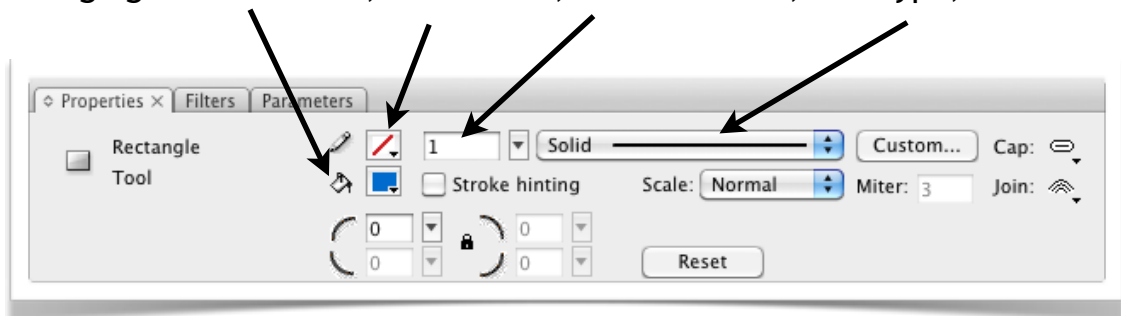 Properties × Filters Parameters
Rectangle Tool
1 Solid Custom... Cap:
Stroke hinting Scale: Normal Miter: 3 Join:
0 0
0 0 Reset